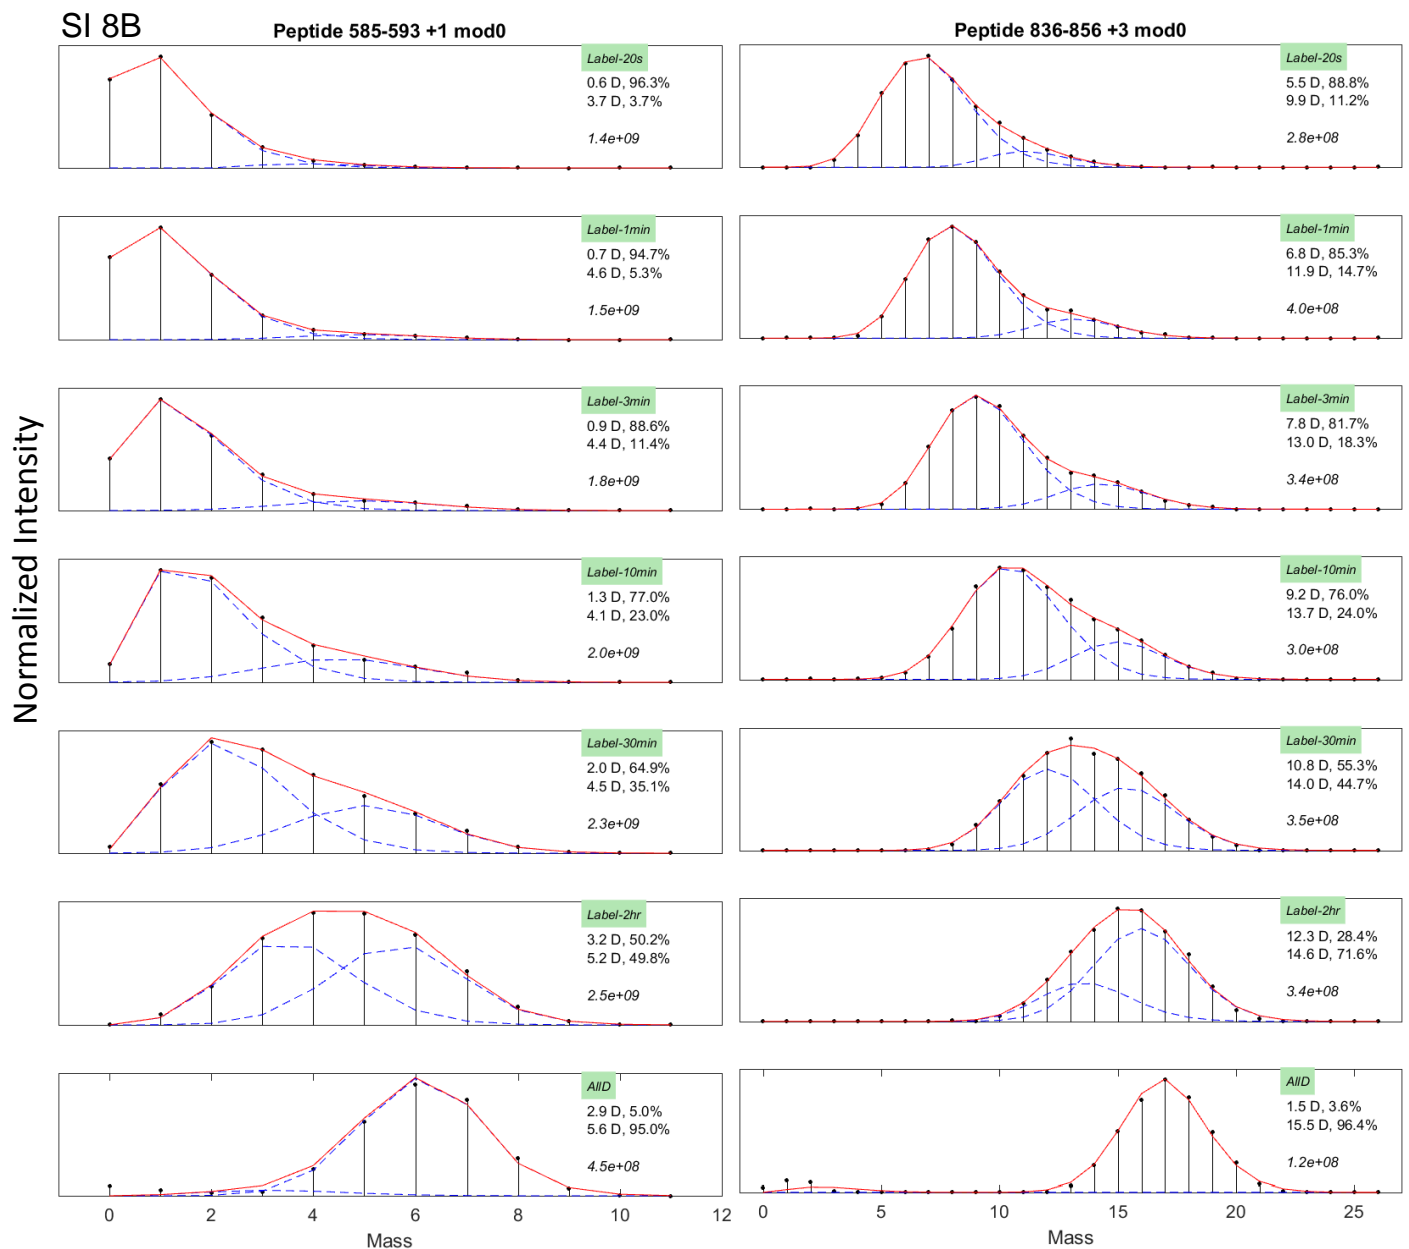 SI 8B
Peptide 585-593 +1 mod0
Label-20s
0.6 D, 96.3%
3.7 D, 3.7%
1.4e+09
Label-1min
0.7 D, 94.7%
4.6 D, 5.3%
1.5e+09
Label-3min
0.9 D, 88.6%
4.4 D, 11.4%
1.8e+09
Label-10min
1.3 D, 77.0%
4.1 D, 23.0%
2.0e+09
Label-30min
2.0 D, 64.9%
4.5 D, 35.1%
2.3e+09
Label-2hr
3.2 D, 50.2%
5.2 D, 49.8%
2.5e+09
AllD
2.9 D, 5.0%
5.6 D, 95.0%
4.5e+08
0 2 4 6 8 10 12
Mass
Normalized Intensity
Peptide 836-856 +3 mod0
Label-20s
5.5 D, 88.8%
9.9 D, 11.2%
2.8e+08
Label-1min
6.8 D, 85.3%
11.9 D, 14.7%
4.0e+08
Label-3min
7.8 D, 81.7%
13.0 D, 18.3%
3.4e+08
Label-10min
9.2 D, 76.0%
13.7 D, 24.0%
3.0e+08
Label-30min
10.8 D, 55.3%
14.0 D, 44.7%
3.5e+08
Label-2hr
12.3 D, 28.4%
14.6 D, 71.6%
3.4e+08
AllD
1.5 D, 3.6%
15.5 D, 96.4%
1.2e+08
0 5 10 15 20 25
Mass